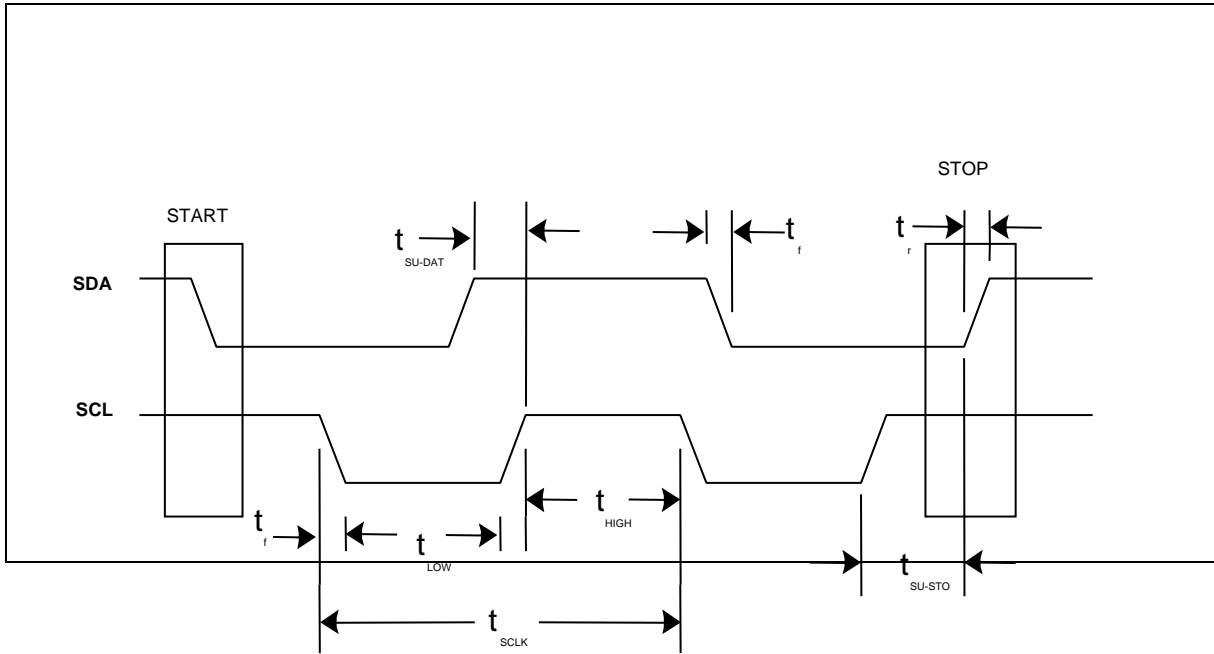 STOP
START
t SU-DAT
t f
t r
SDA
SCL
t HIGH
t f
t LOW
t SU-STO
t SCLK